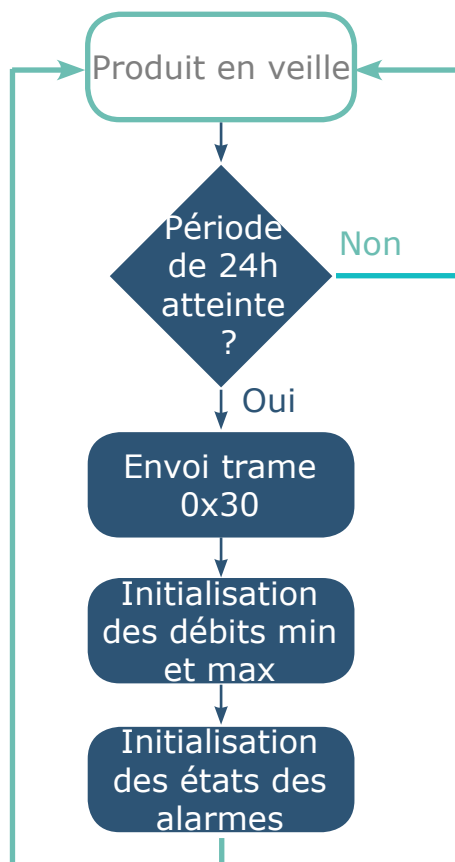 Produit en veille
Période
de 24h
atteinte
?
Non
Oui
Envoi trame
0x30
Initialisation
des débits min
et max
Initialisation
des états des
alarmes